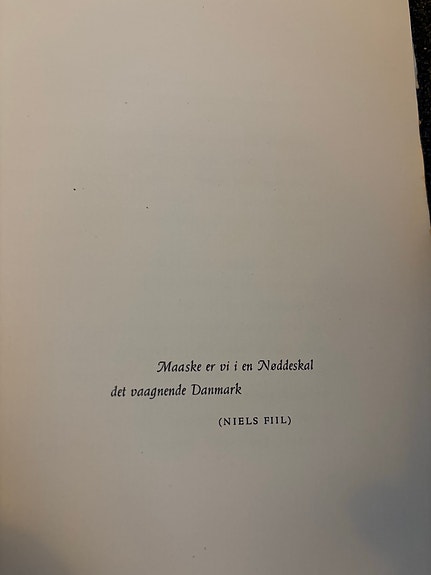 Maaske er vi i en Nøddeskal
det vaagnende Danmark
(NIELS FIIL)